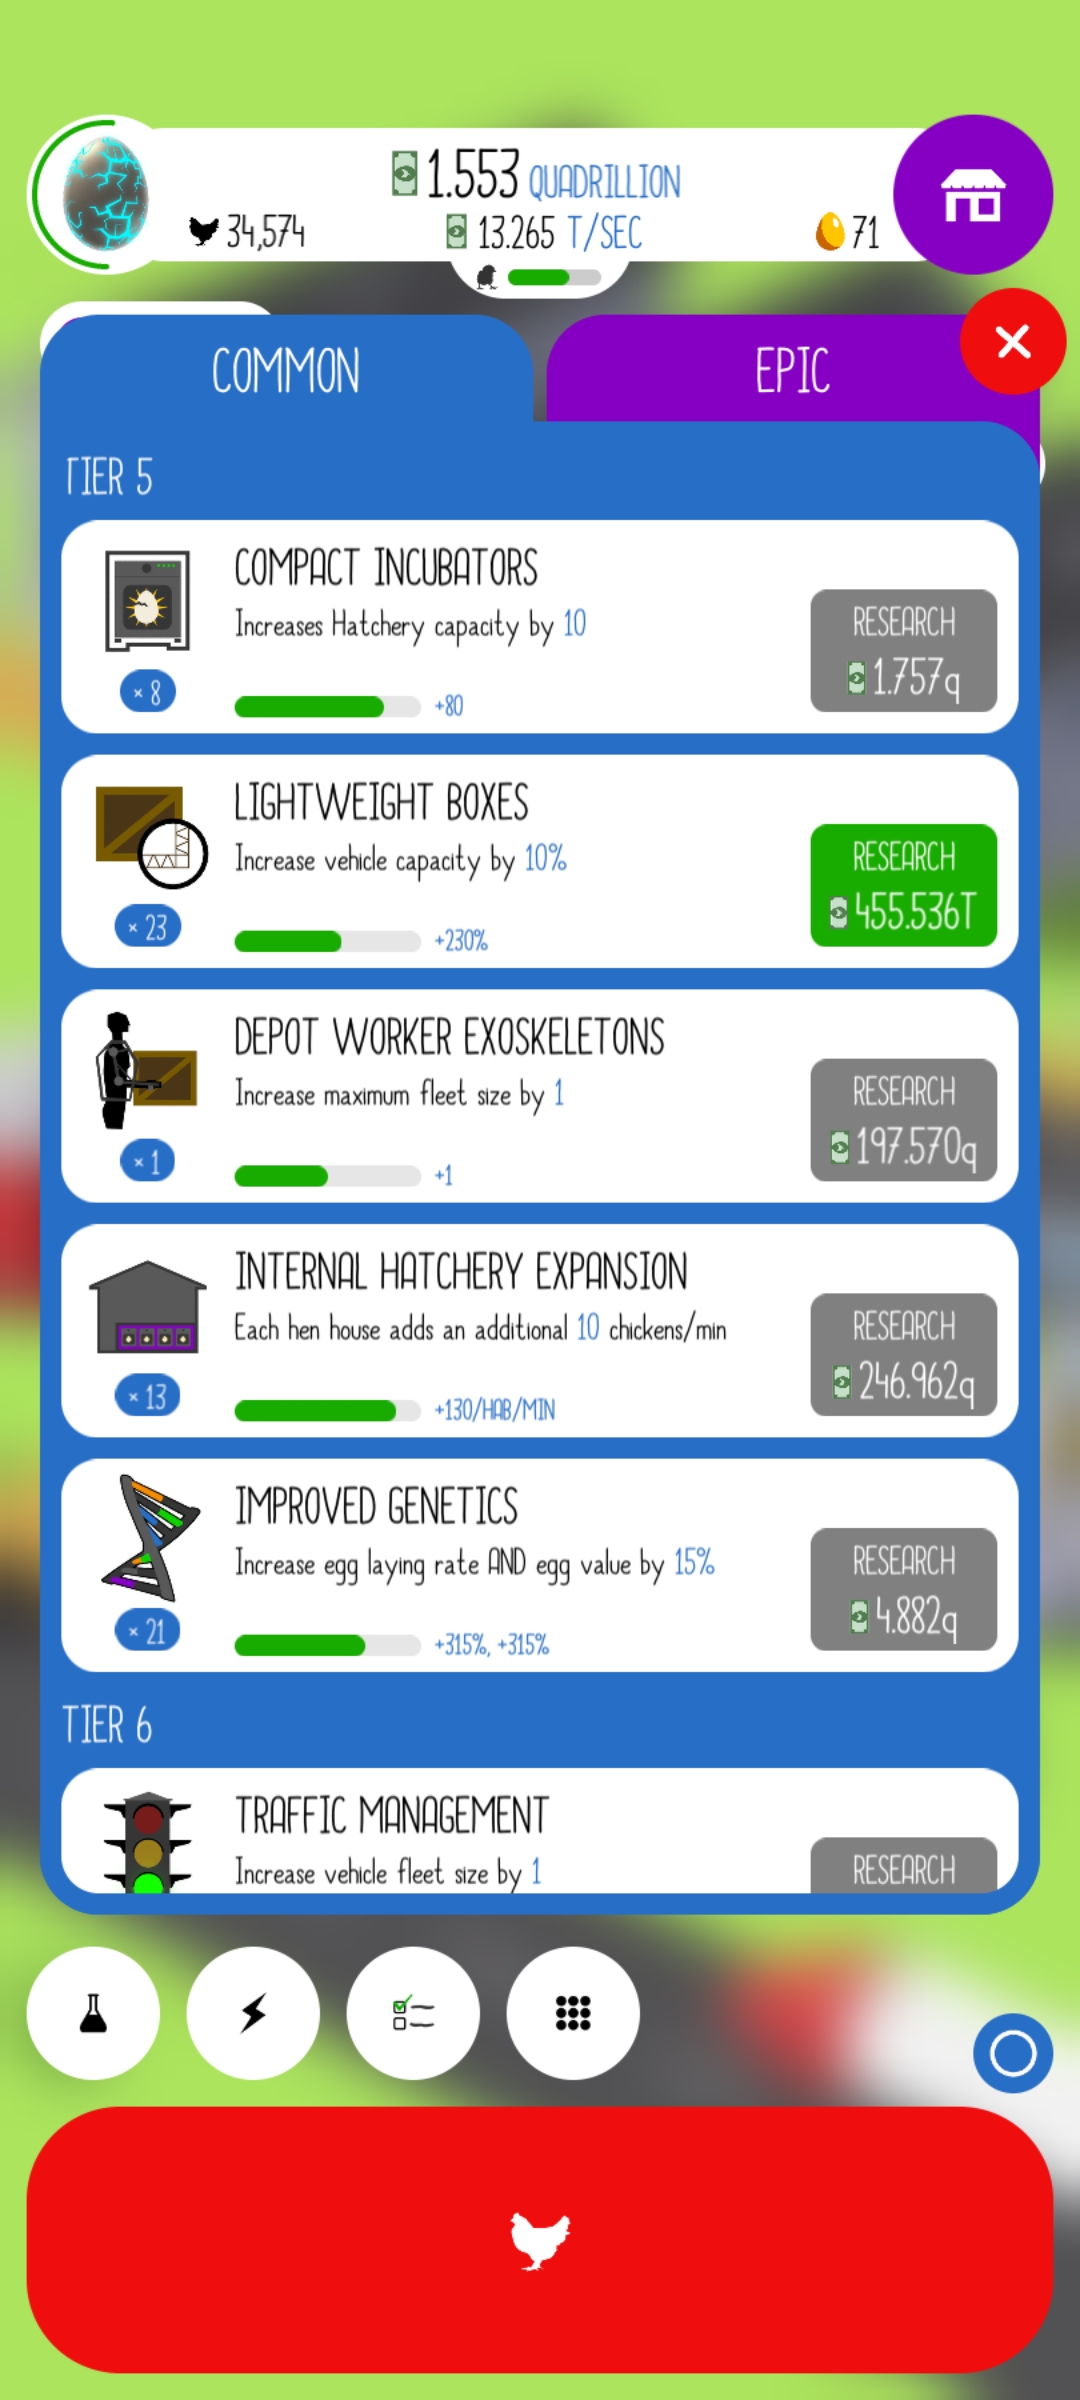 1.553 QUADRILLION
34,574
13.265 T/SEC
71
COMMON
EPIC
TIER 5
COMPACT INCUBATORS
Increases Hatchery capacity by 10
× 8
+80
RESEARCH
1.757q
LIGHTWEIGHT BOXES
Increase vehicle capacity by 10%
× 23
+230%
RESEARCH
455.536T
DEPOT WORKER EXOSKELETONS
Increase maximum fleet size by 1
× 1
+1
RESEARCH
197.570q
INTERNAL HATCHERY EXPANSION
Each hen house adds an additional 10 chickens/min
× 13
+130/HAB/MIN
RESEARCH
246.962q
IMPROVED GENETICS
Increase egg laying rate AND egg value by 15%
× 21
+315%, +315%
RESEARCH
4.882q
TIER 6
TRAFFIC MANAGEMENT
Increase vehicle fleet size by 1
RESEARCH